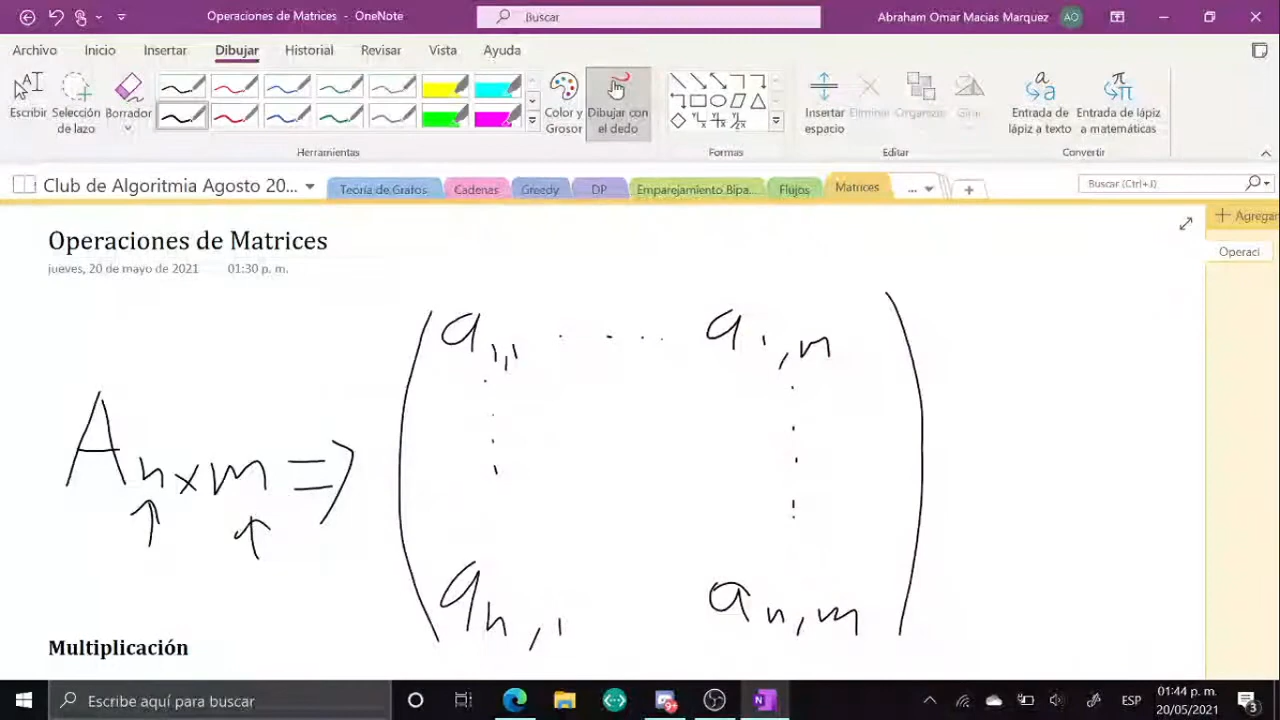 Operaciones de Matrices - OneNote
Buscar
Abraham Omar Macias Marquez AO
Archivo Inicio Insertar Dibujar Historial Revisar Vista Ayuda
Escribir Selección de lazo Borrador Color y Grosor Dibujar con el dedo Insertar espacio Eliminar Organizar Girar Entrada de lápiz a texto Entrada de lápiz a matemáticas
Herramientas Formas Editar Convertir
Club de Algoritmia Agosto 20... Teoría de Grafos Cadenas Greedy DP Emparejamiento Bipa... Flujos Matrices ... + Buscar (Ctrl+J)
Operaciones de Matrices
+ Agregar
jueves, 20 de mayo de 2021 01:30 p. m.
Operaci
a1,1 . . . . . a1,m
A n×m =>
an,1 an,m
Multiplicación
Escribe aquí para buscar
ESP
01:44 p. m.
20/05/2021